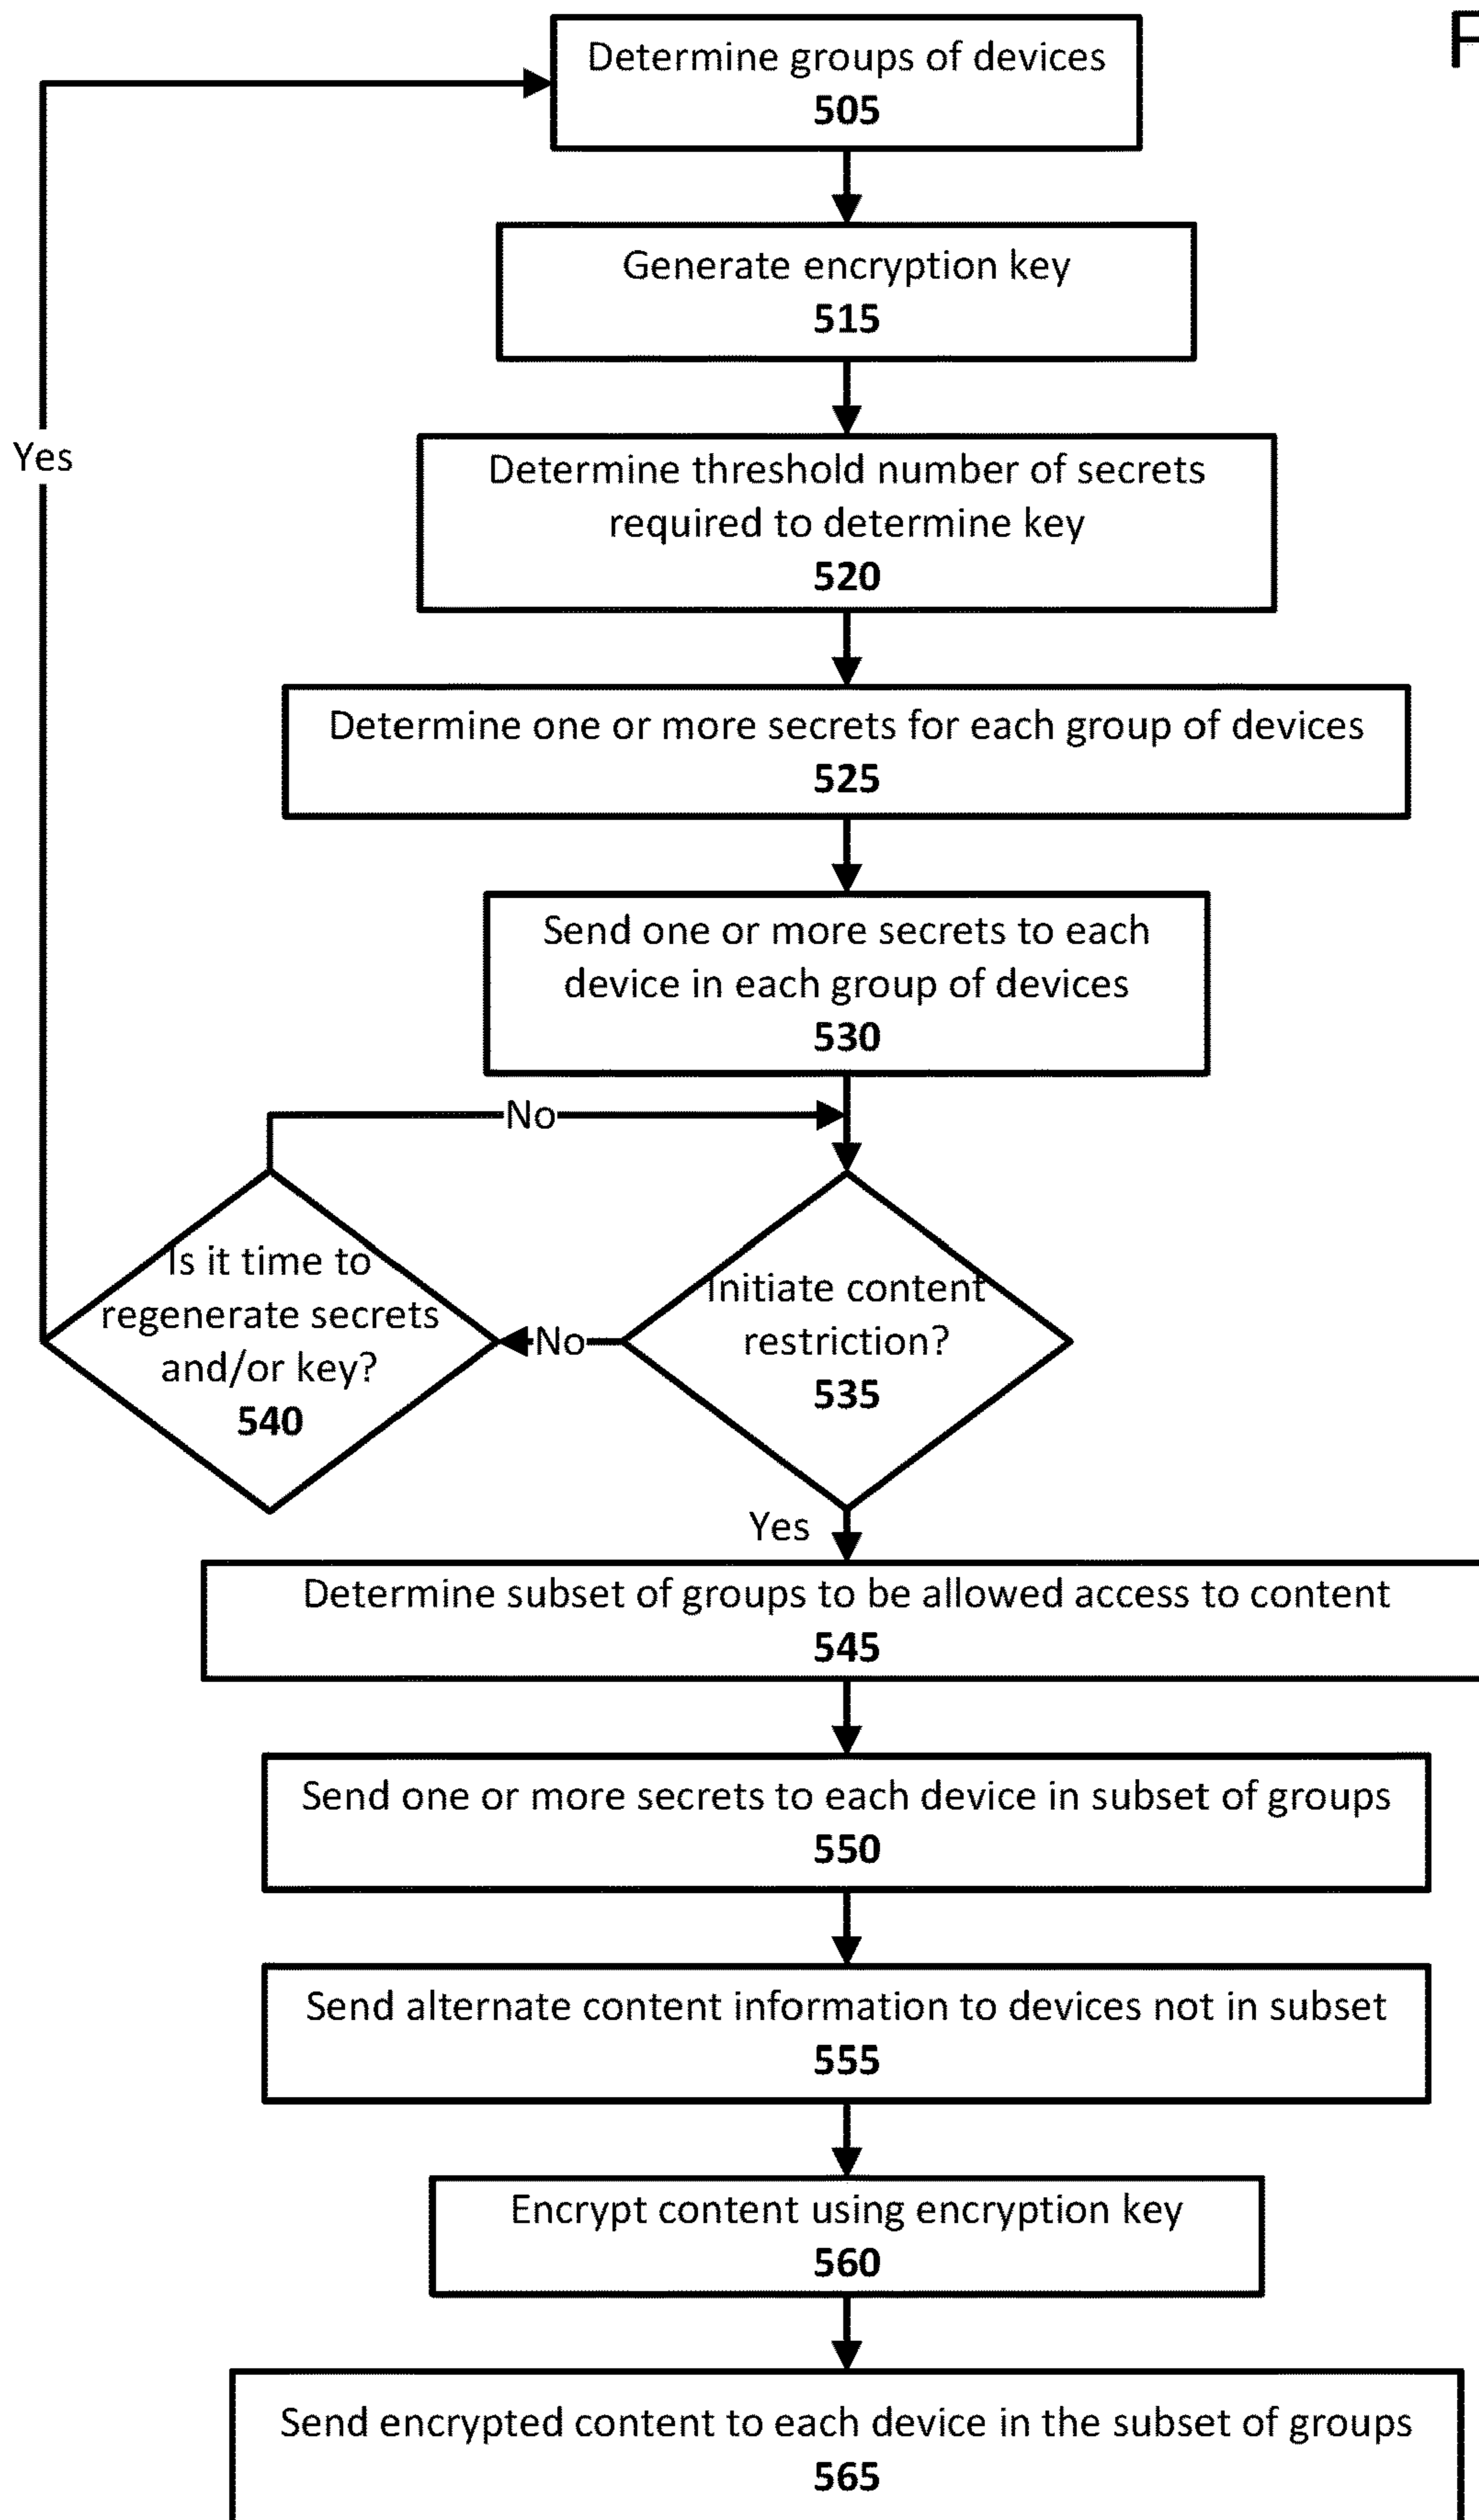 F
Determine groups of devices
505
Generate encryption key
515
Determine threshold number of secrets
required to determine key
520
Yes
Determine one or more secrets for each group of devices
525
Send one or more secrets to each
device in each group of devices
530
No
Is it time to
regenerate secrets
and/or key?
540
No
Initiate content
restriction?
535
Yes
Determine subset of groups to be allowed access to content
545
Send one or more secrets to each device in subset of groups
550
Send alternate content information to devices not in subset
555
Encrypt content using encryption key
560
Send encrypted content to each device in the subset of groups
565